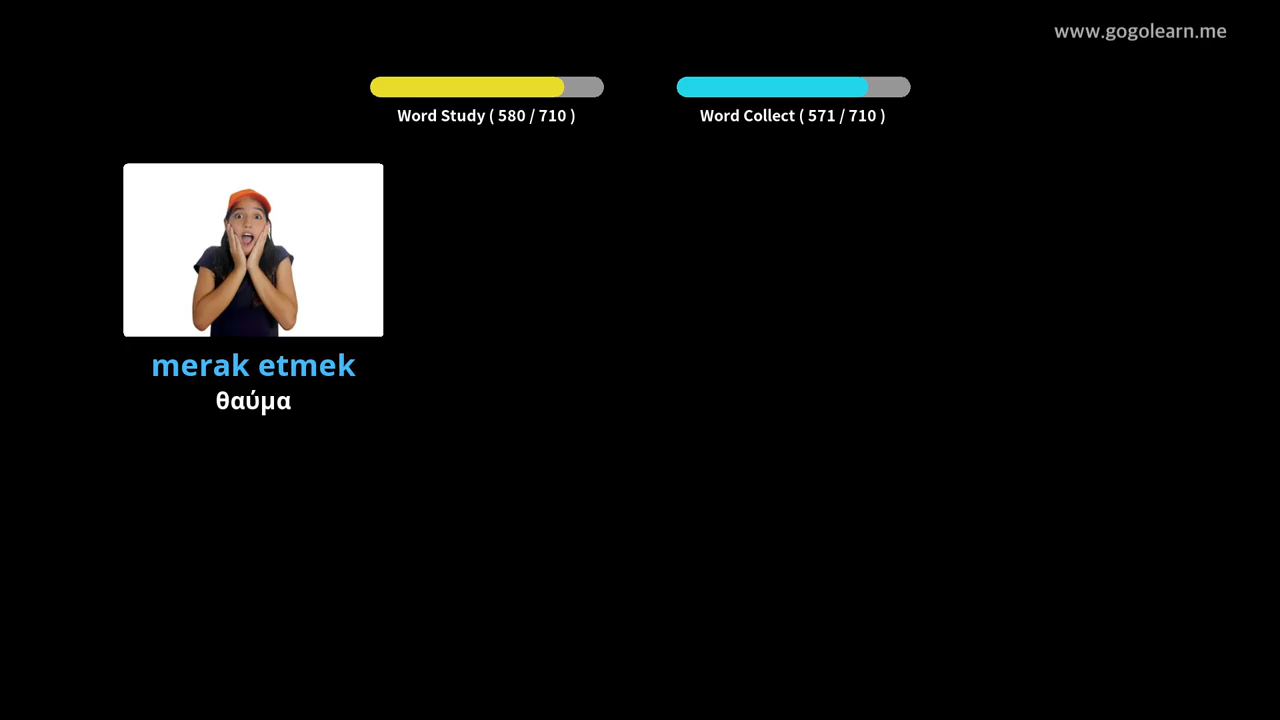 www.gogolearn.me
Word Study ( 580 / 710 )
Word Collect ( 571 / 710 )
merak etmek
θαύμα